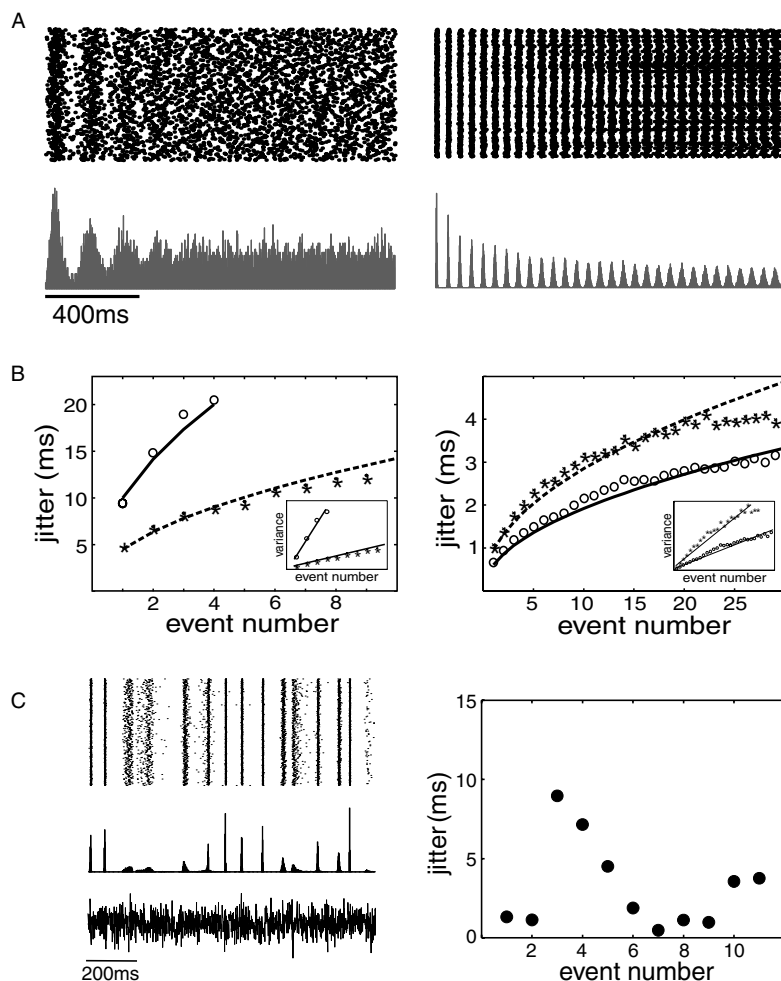 A
400ms
B
jitter (ms)
20
15
10
5
2
4
6
8
event number
variance
event number
jitter (ms)
4
3
2
1
5
10
15
20
25
event number
variance
event number
C
200ms
jitter (ms)
15
10
5
0
2
4
6
8
10
event number